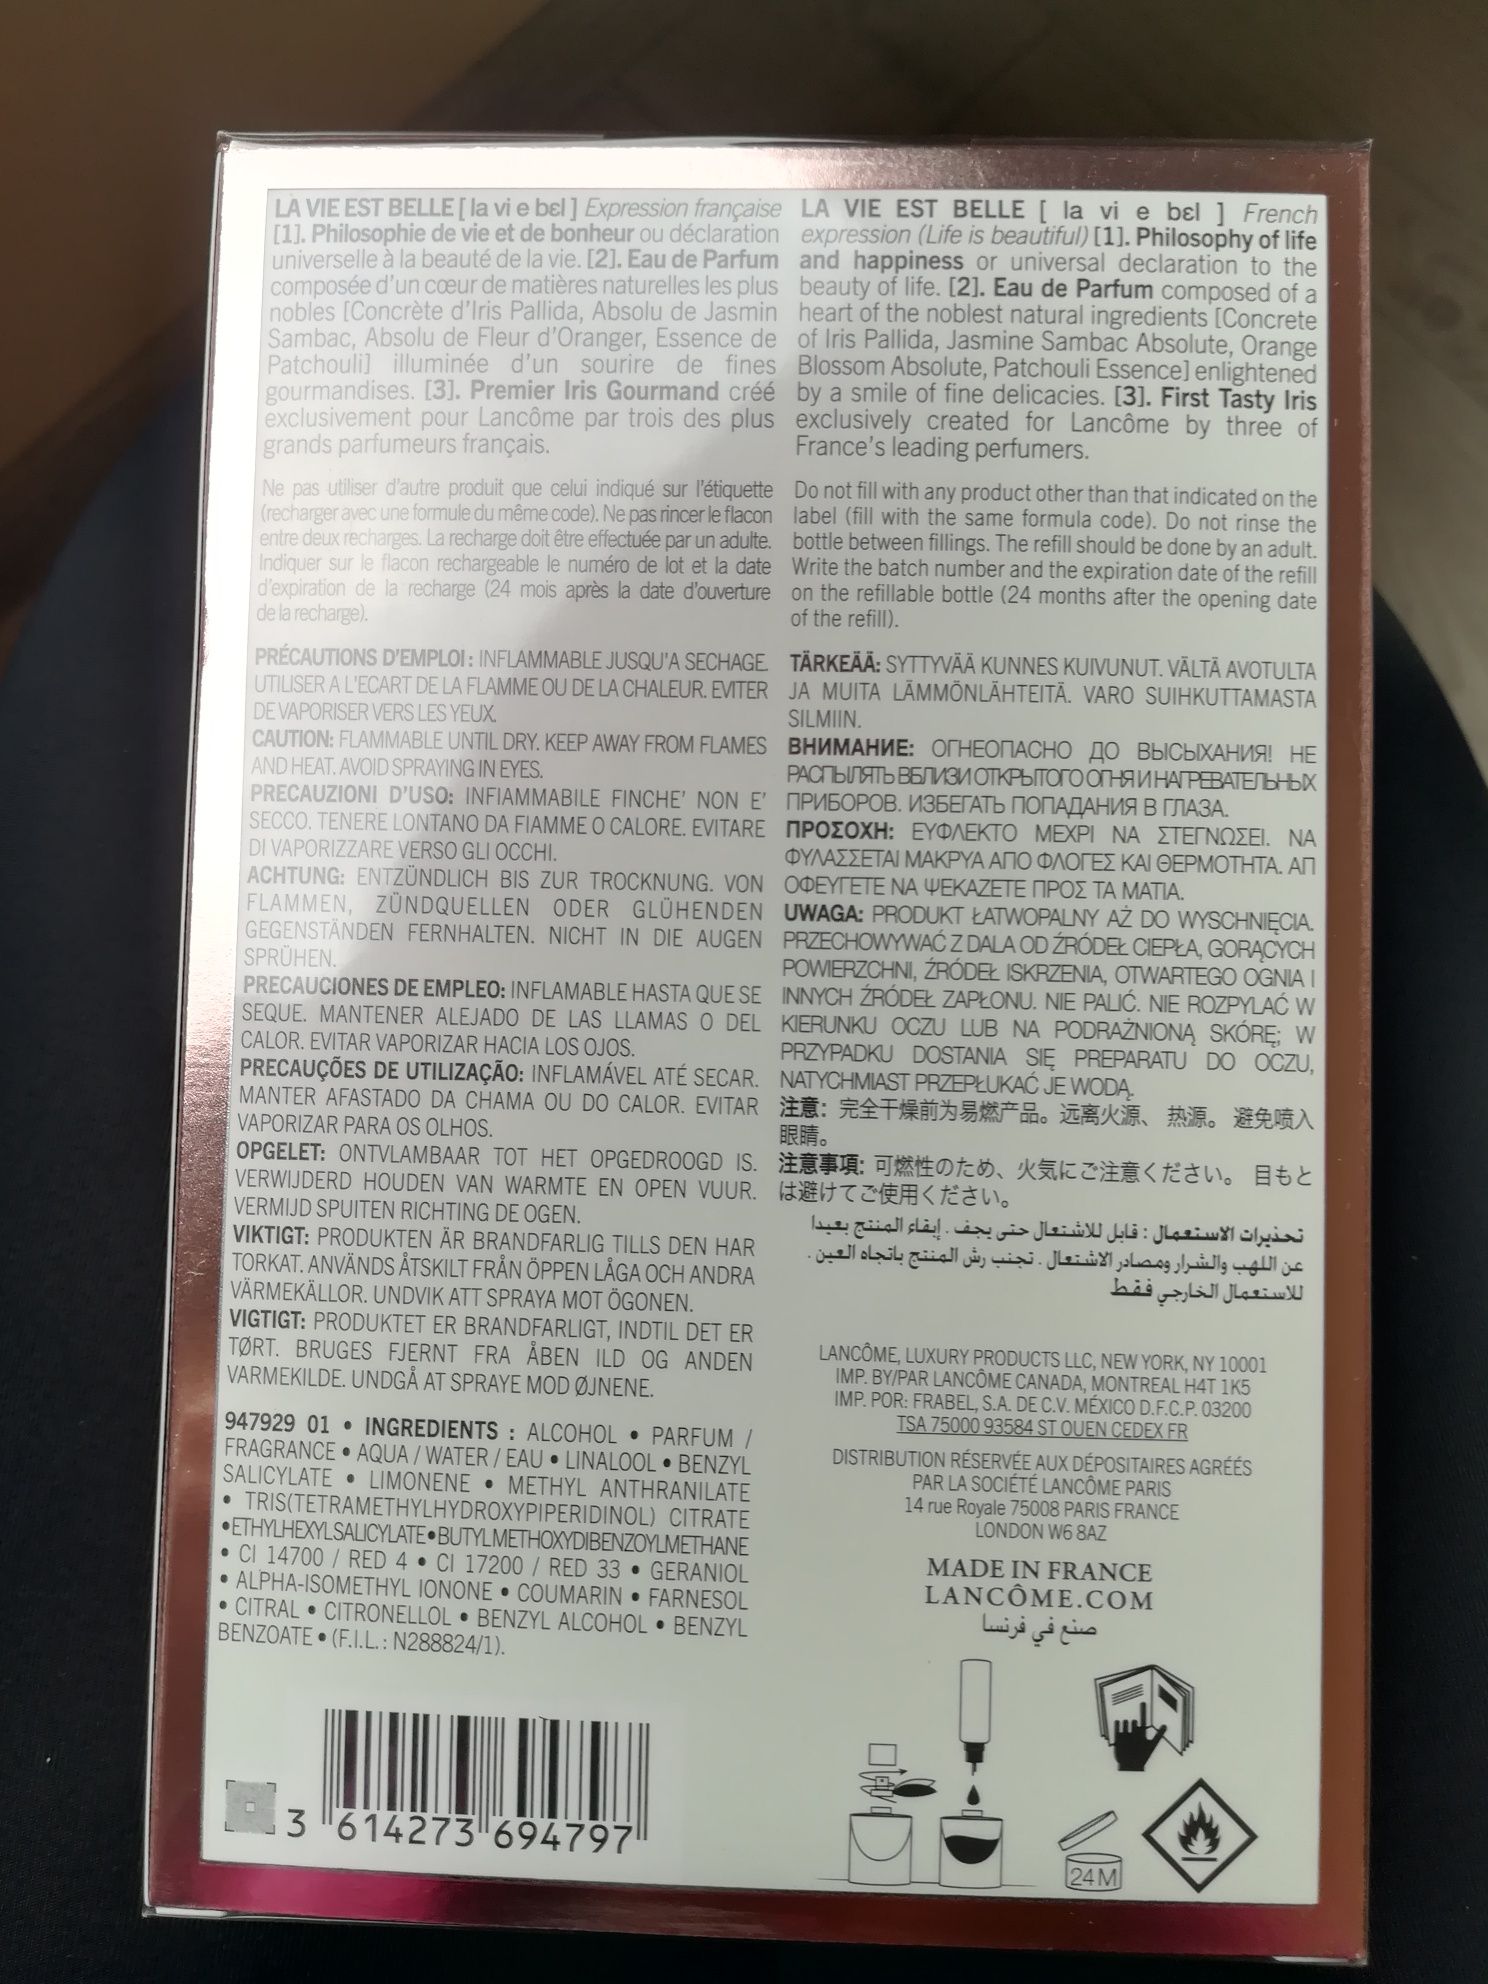 LA VIE EST BELLE [ la vi e bɛl ] Expression française
[1]. Philosophie de vie et de bonheur ou déclaration
universelle à la beauté de la vie. [2]. Eau de Parfum
composée d'un cœur de matières naturelles les plus
nobles [Concrète d'Iris Pallida, Absolu de Jasmin
Sambac, Absolu de Fleur d'Oranger, Essence de
Patchouli] illuminée d'un sourire de fines
gourmandises. [3]. Premier Iris Gourmand créé
exclusivement pour Lancôme par trois des plus
grands parfumeurs français.
Ne pas utiliser d'autre produit que celui indiqué sur l'étiquette
(recharger avec une formule du même code). Ne pas rincer le flacon
entre deux recharges. La recharge doit être effectuée par un adulte.
Indiquer sur le flacon rechargeable le numéro de lot et la date
d'expiration de la recharge (24 mois après la date d'ouverture
de la recharge).
PRÉCAUTIONS D'EMPLOI : INFLAMMABLE JUSQU'A SECHAGE.
UTILISER A L'ECART DE LA FLAMME OU DE LA CHALEUR. EVITER
DE VAPORISER VERS LES YEUX.
CAUTION: FLAMMABLE UNTIL DRY. KEEP AWAY FROM FLAMES
AND HEAT. AVOID SPRAYING IN EYES.
PRECAUZIONI D'USO: INFIAMMABILE FINCHE' NON E'
SECCO. TENERE LONTANO DA FIAMME O CALORE. EVITARE
DI VAPORIZZARE VERSO GLI OCCHI.
ACHTUNG: ENTZÜNDLICH BIS ZUR TROCKNUNG. VON
FLAMMEN, ZÜNDQUELLEN ODER GLÜHENDEN
GEGENSTÄNDEN FERNHALTEN. NICHT IN DIE AUGEN
SPRÜHEN.
PRECAUCIONES DE EMPLEO: INFLAMABLE HASTA QUE SE
SEQUE. MANTENER ALEJADO DE LAS LLAMAS O DEL
CALOR. EVITAR VAPORIZAR HACIA LOS OJOS.
PRECAUÇÕES DE UTILIZAÇÃO: INFLAMÁVEL ATÉ SECAR.
MANTER AFASTADO DA CHAMA OU DO CALOR. EVITAR
VAPORIZAR PARA OS OLHOS.
OPGELET: ONTVLAMBAAR TOT HET OPGEDROOGD IS.
VERWIJDERD HOUDEN VAN WARMTE EN OPEN VUUR.
VERMIJD SPUITEN RICHTING DE OGEN.
VIKTIGT: PRODUKTEN ÄR BRANDFARLIG TILLS DEN HAR
TORKAT. ANVÄNDS ÅTSKILT FRÅN ÖPPEN LÅGA OCH ANDRA
VÄRMEKÄLLOR. UNDVIK ATT SPRAYA MOT ÖGONEN.
VIGTIGT: PRODUKTET ER BRANDFARLIGT, INDTIL DET ER
TØRT. BRUGES FJERNT FRA ÅBEN ILD OG ANDEN
VARMEKILDE. UNDGÅ AT SPRAYE MOD ØJNENE.
947929 01 • INGREDIENTS : ALCOHOL • PARFUM /
FRAGRANCE • AQUA / WATER / EAU • LINALOOL • BENZYL
SALICYLATE • LIMONENE • METHYL ANTHRANILATE
• TRIS(TETRAMETHYLHYDROXYPIPERIDINOL) CITRATE
• ETHYLHEXYL SALICYLATE • BUTYL METHOXYDIBENZOYLMETHANE
• CI 14700 / RED 4 • CI 17200 / RED 33 • GERANIOL
• ALPHA-ISOMETHYL IONONE • COUMARIN • FARNESOL
• CITRAL • CITRONELLOL • BENZYL ALCOHOL • BENZYL
BENZOATE • (F.I.L. : N288824/1).
3 614273 694797
LA VIE EST BELLE [ la vi e bɛl ] French
expression (Life is beautiful) [1]. Philosophy of life
and happiness or universal declaration to the
beauty of life. [2]. Eau de Parfum composed of a
heart of the noblest natural ingredients [Concrete
of Iris Pallida, Jasmine Sambac Absolute, Orange
Blossom Absolute, Patchouli Essence] enlightened
by a smile of fine delicacies. [3]. First Tasty Iris
exclusively created for Lancôme by three of
France's leading perfumers.
Do not fill with any product other than that indicated on the
label (fill with the same formula code). Do not rinse the
bottle between fillings. The refill should be done by an adult.
Write the batch number and the expiration date of the refill
on the refillable bottle (24 months after the opening date
of the refill).
TÄRKEÄÄ: SYTTYVÄÄ KUNNES KUIVUNUT. VÄLTÄ AVOTULTA
JA MUITA LÄMMÖNLÄHTEITÄ. VARO SUIHKUTTAMASTA
SILMIIN.
ВНИМАНИЕ: ОГНЕОПАСНО ДО ВЫСЫХАНИЯ! НЕ
РАСПЫЛЯТЬ ВБЛИЗИ ОТКРЫТОГО ОГНЯ И НАГРЕВАТЕЛЬНЫХ
ПРИБОРОВ. ИЗБЕГАТЬ ПОПАДАНИЯ В ГЛАЗА.
ΠΡΟΣΟΧΗ: ΕΥΦΛΕΚΤΟ ΜΕΧΡΙ ΝΑ ΣΤΕΓΝΩΣΕΙ. ΝΑ
ΦΥΛΑΣΣΕΤΑΙ ΜΑΚΡΥΑ ΑΠΟ ΦΛΟΓΕΣ ΚΑΙ ΘΕΡΜΟΤΗΤΑ. ΑΠ
ΟΦΕΥΓΕΤΕ ΝΑ ΨΕΚΑΖΕΤΕ ΠΡΟΣ ΤΑ ΜΑΤΙΑ.
UWAGA: PRODUKT ŁATWOPALNY AŻ DO WYSCHNIĘCIA.
PRZECHOWYWAĆ Z DALA OD ŹRÓDEŁ CIEPŁA, GORĄCYCH
POWIERZCHNI, ŹRÓDEŁ ISKRZENIA, OTWARTEGO OGNIA I
INNYCH ŹRÓDEŁ ZAPŁONU. NIE PALIĆ. NIE ROZPYLAĆ W
KIERUNKU OCZU LUB NA PODRAŻNIONĄ SKÓRĘ; W
PRZYPADKU DOSTANIA SIĘ PREPARATU DO OCZU,
NATYCHMIAST PRZEPŁUKAĆ JE WODĄ.
注意：完全干燥前为易燃产品。远离火源、热源。避免喷入
眼睛。
注意事項：可燃性のため、火気にご注意ください。 目もと
は避けてご使用ください。
تحذيرات الاستعمال : قابل للاشتعال حتى يجف . إبقاء المنتج بعيدا
عن اللهب والشرار ومصادر الاشتعال . تجنب رش المنتج باتجاه العين .
للاستعمال الخارجي فقط
LANCÔME, LUXURY PRODUCTS LLC, NEW YORK, NY 10001
IMP. BY/PAR LANCÔME CANADA, MONTREAL H4T 1K5
IMP. POR: FRABEL, S.A. DE C.V. MÉXICO D.F.C.P. 03200
TSA 75000 93584 ST OUEN CEDEX FR
DISTRIBUTION RÉSERVÉE AUX DÉPOSITAIRES AGRÉÉS
PAR LA SOCIÉTÉ LANCÔME PARIS
14 rue Royale 75008 PARIS FRANCE
LONDON W6 8AZ
MADE IN FRANCE
LANCÔME.COM
صنع في فرنسا
24M